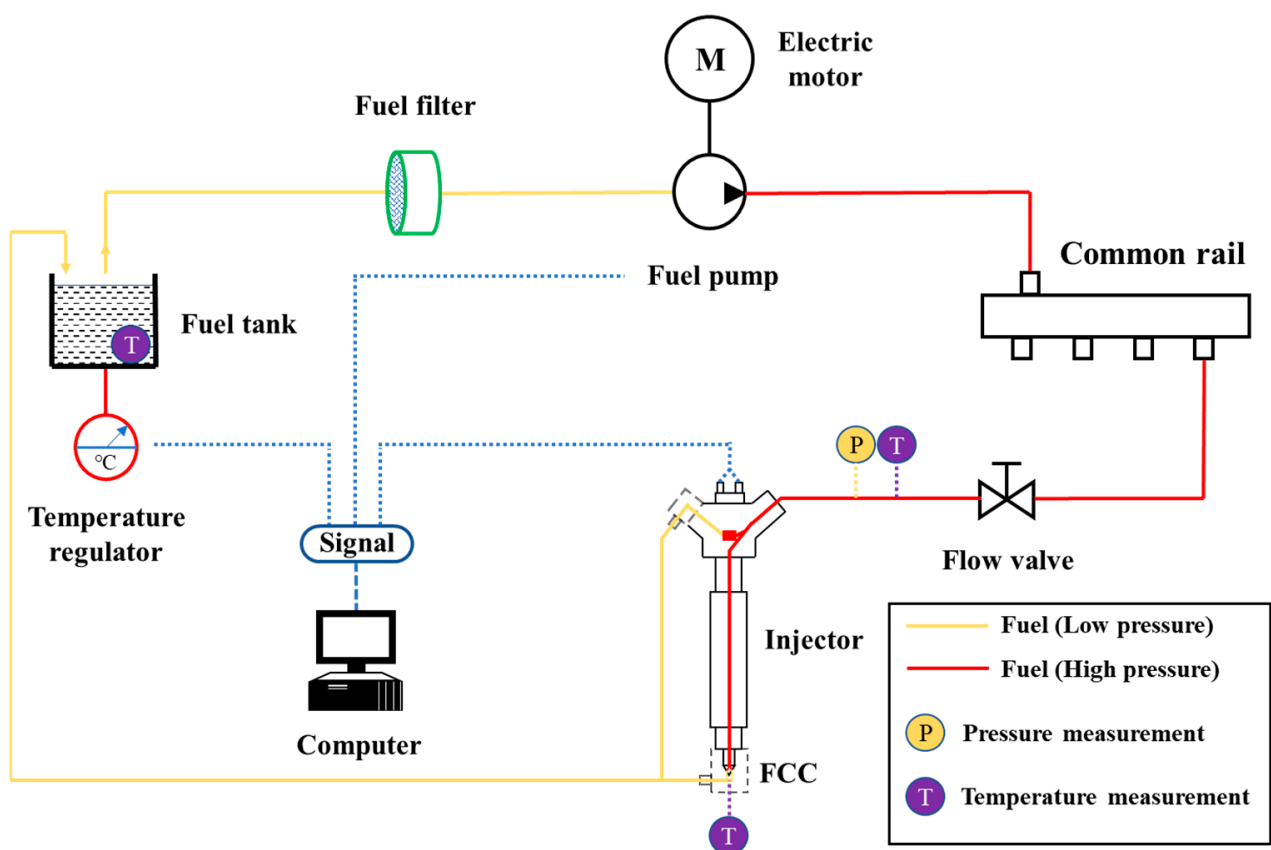 M
Electric
motor
Fuel filter
Fuel pump
Common rail
Fuel tank
T
°C
P
T
Temperature
regulator
Signal
Flow valve
Injector
Computer
FCC
T
Fuel (Low pressure)
Fuel (High pressure)
P Pressure measurement
T Temperature measurement